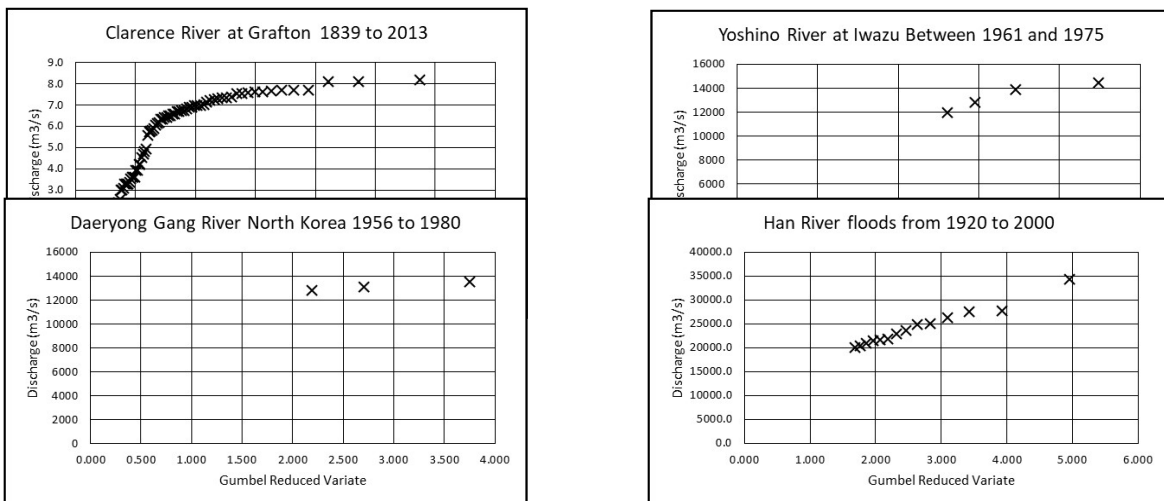 Clarence River at Grafton 1839 to 2013
9.0
8.0
7.0
6.0
5.0
4.0
3.0
scharge (m3/s)
Yoshino River at Iwazu Between 1961 and 1975
16000
14000
12000
10000
8000
6000
scharge (m3/s)
Daeryong Gang River North Korea 1956 to 1980
16000
14000
12000
10000
8000
6000
4000
2000
0
Discharge (m3/s)
0.000 0.500 1.000 1.500 2.000 2.500 3.000 3.500 4.000
Gumbel Reduced Variate
Han River floods from 1920 to 2000
40000.0
35000.0
30000.0
25000.0
20000.0
15000.0
10000.0
5000.0
0.0
Discharge (m3/s)
0.000 1.000 2.000 3.000 4.000 5.000 6.000
Gumbel Reduced Variate